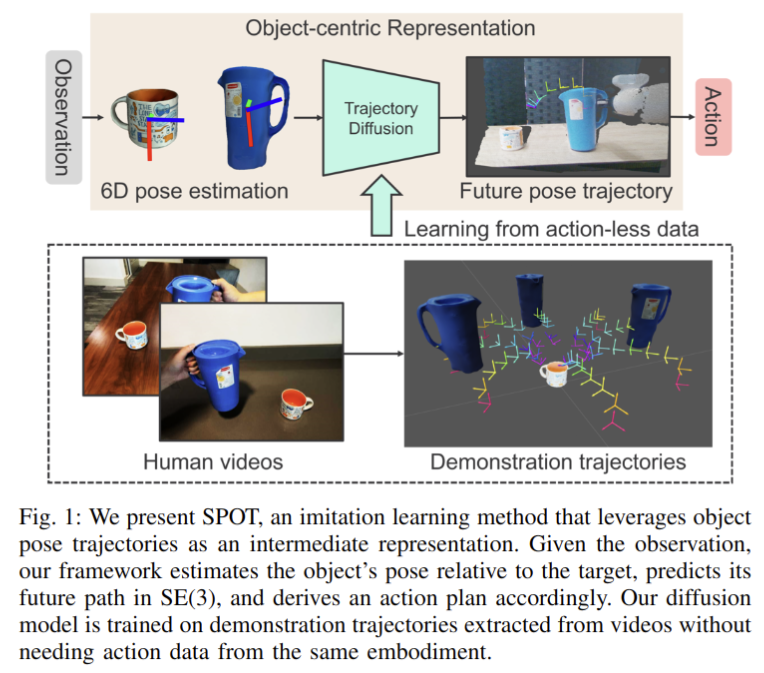 Object-centric Representation
Observation
Trajectory
Diffusion
Action
6D pose estimation
Future pose trajectory
Learning from action-less data
Human videos
Demonstration trajectories
Fig. 1: We present SPOT, an imitation learning method that leverages object
pose trajectories as an intermediate representation. Given the observation,
our framework estimates the object's pose relative to the target, predicts its
future path in SE(3), and derives an action plan accordingly. Our diffusion
model is trained on demonstration trajectories extracted from videos without
needing action data from the same embodiment.